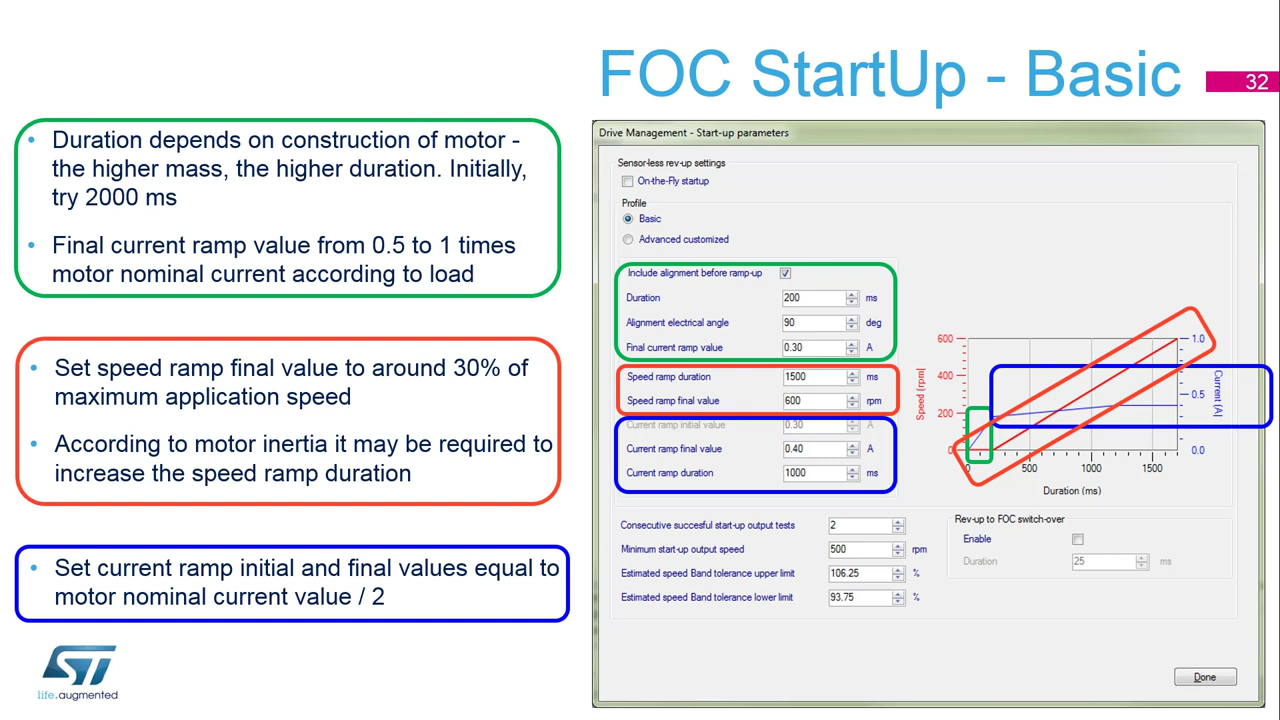 FOC StartUp - Basic
32
• Duration depends on construction of motor -
the higher mass, the higher duration. Initially,
try 2000 ms
• Final current ramp value from 0.5 to 1 times
motor nominal current according to load
• Set speed ramp final value to around 30% of
maximum application speed
• According to motor inertia it may be required to
increase the speed ramp duration
• Set current ramp initial and final values equal to
motor nominal current value / 2
ST
life.augmented
Drive Management - Start-up parameters
Sensor-less rev-up settings
On-the-Fly startup
Profile
Basic
Advanced customized
Include alignment before ramp-up
Duration 200 ms
Alignment electrical angle 90 deg
Final current ramp value 0.30 A
Speed ramp duration 1500 ms
Speed ramp final value 600 rpm
Current ramp initial value 0.30 A
Current ramp final value 0.40 A
Current ramp duration 1000 ms
Speed [rpm]
600
400
200
0
0 500 1000 1500
Duration (ms)
1.0
0.5
0.0
Current (A)
Consecutive succesful start-up output tests 2
Minimum start-up output speed 500 rpm
Estimated speed Band tolerance upper limit 106.25 %
Estimated speed Band tolerance lower limit 93.75 %
Rev-up to FOC switch-over
Enable
Duration 25 ms
Done